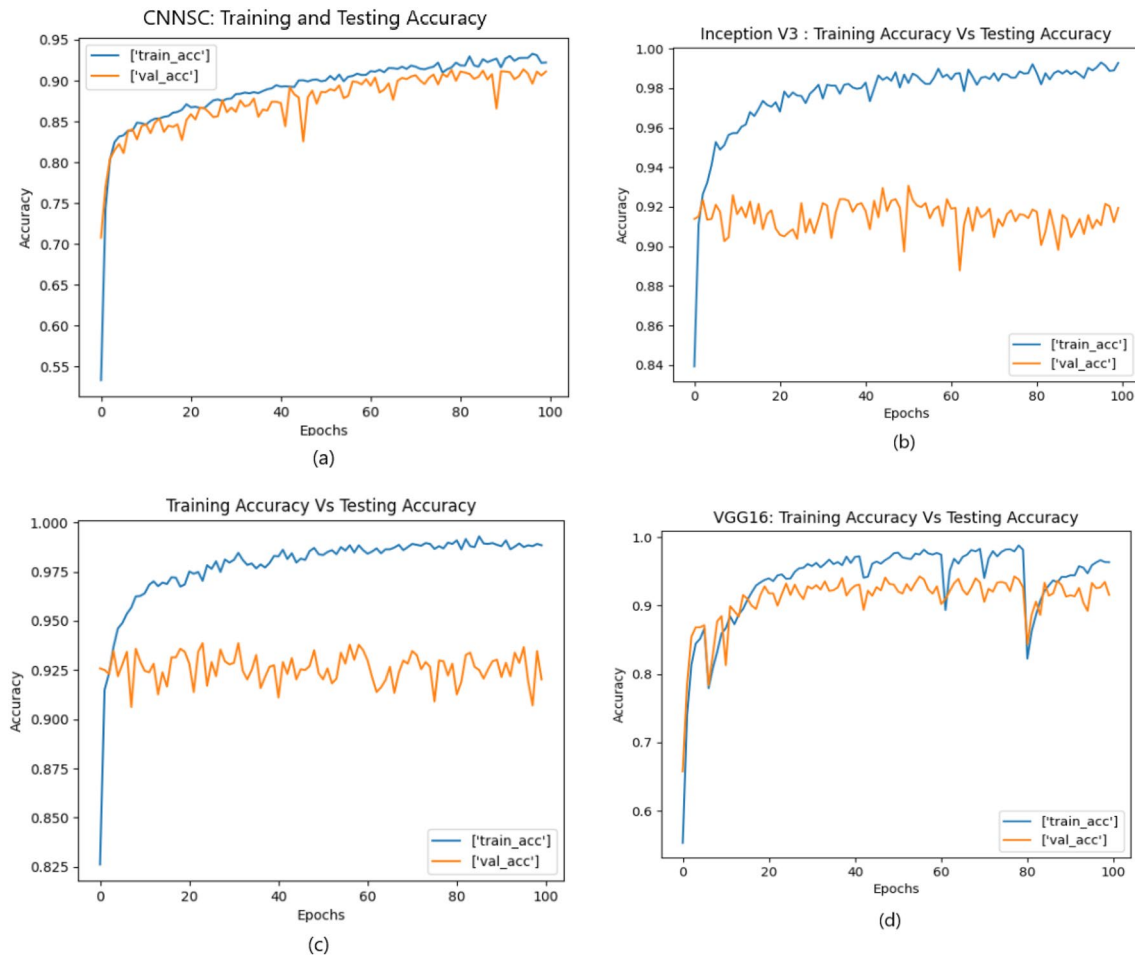 CNNSC: Training and Testing Accuracy
0.95
0.90
0.85
0.80
0.75
0.70
0.65
0.60
0.55
Accuracy
['train_acc']
['val_acc']
0 20 40 60 80 100
Epochs
(a)
Inception V3 : Training Accuracy Vs Testing Accuracy
1.00
0.98
0.96
0.94
0.92
0.90
0.88
0.86
0.84
Accuracy
['train_acc']
['val_acc']
0 20 40 60 80 100
Epochs
(b)
Training Accuracy Vs Testing Accuracy
1.000
0.975
0.950
0.925
0.900
0.875
0.850
0.825
Accuracy
['train_acc']
['val_acc']
0 20 40 60 80 100
Epochs
(c)
VGG16: Training Accuracy Vs Testing Accuracy
1.0
0.9
0.8
0.7
0.6
Accuracy
['train_acc']
['val_acc']
0 20 40 60 80 100
Epochs
(d)